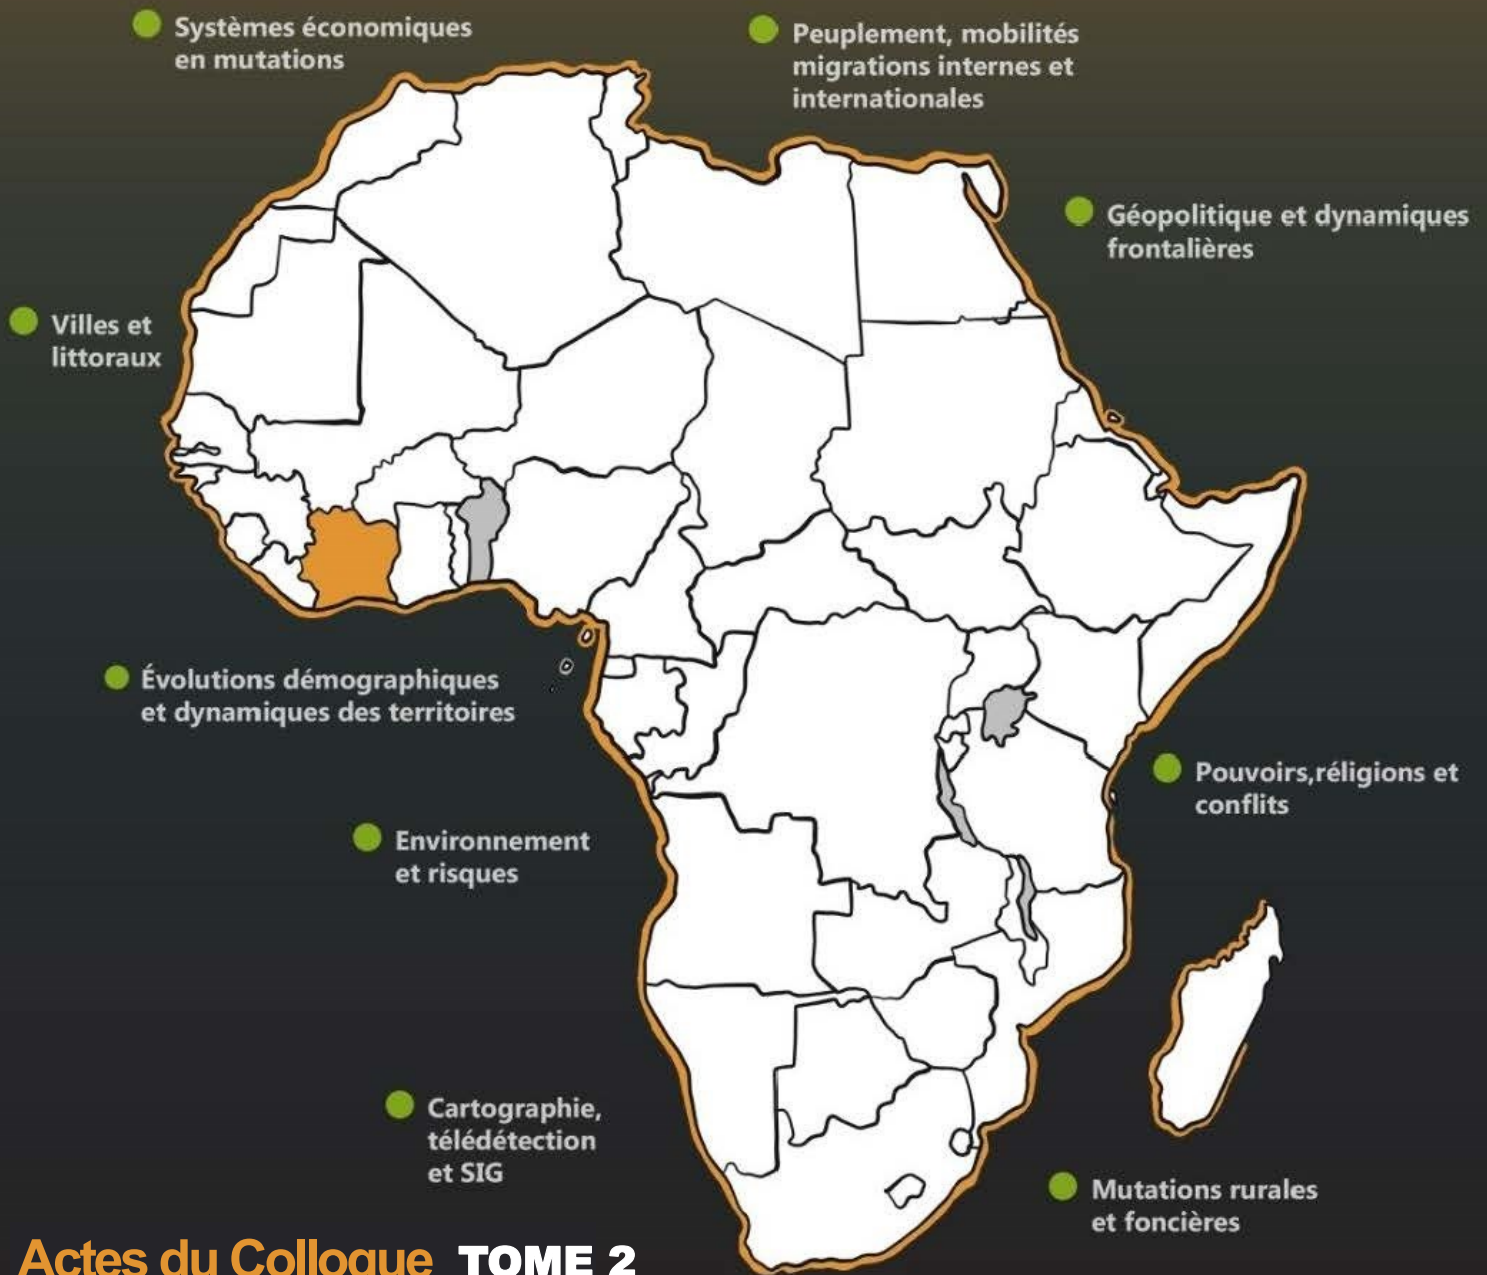 Systèmes économiques
en mutations
Peuplement, mobilités
migrations internes et
internationales
Géopolitique et dynamiques
frontalières
Villes et
littoraux
Évolutions démographiques
et dynamiques des territoires
Pouvoirs,réligions et
conflits
Environnement
et risques
Cartographie,
télédétection
et SIG
Mutations rurales
et foncières
Actes du Colloque TOME 2